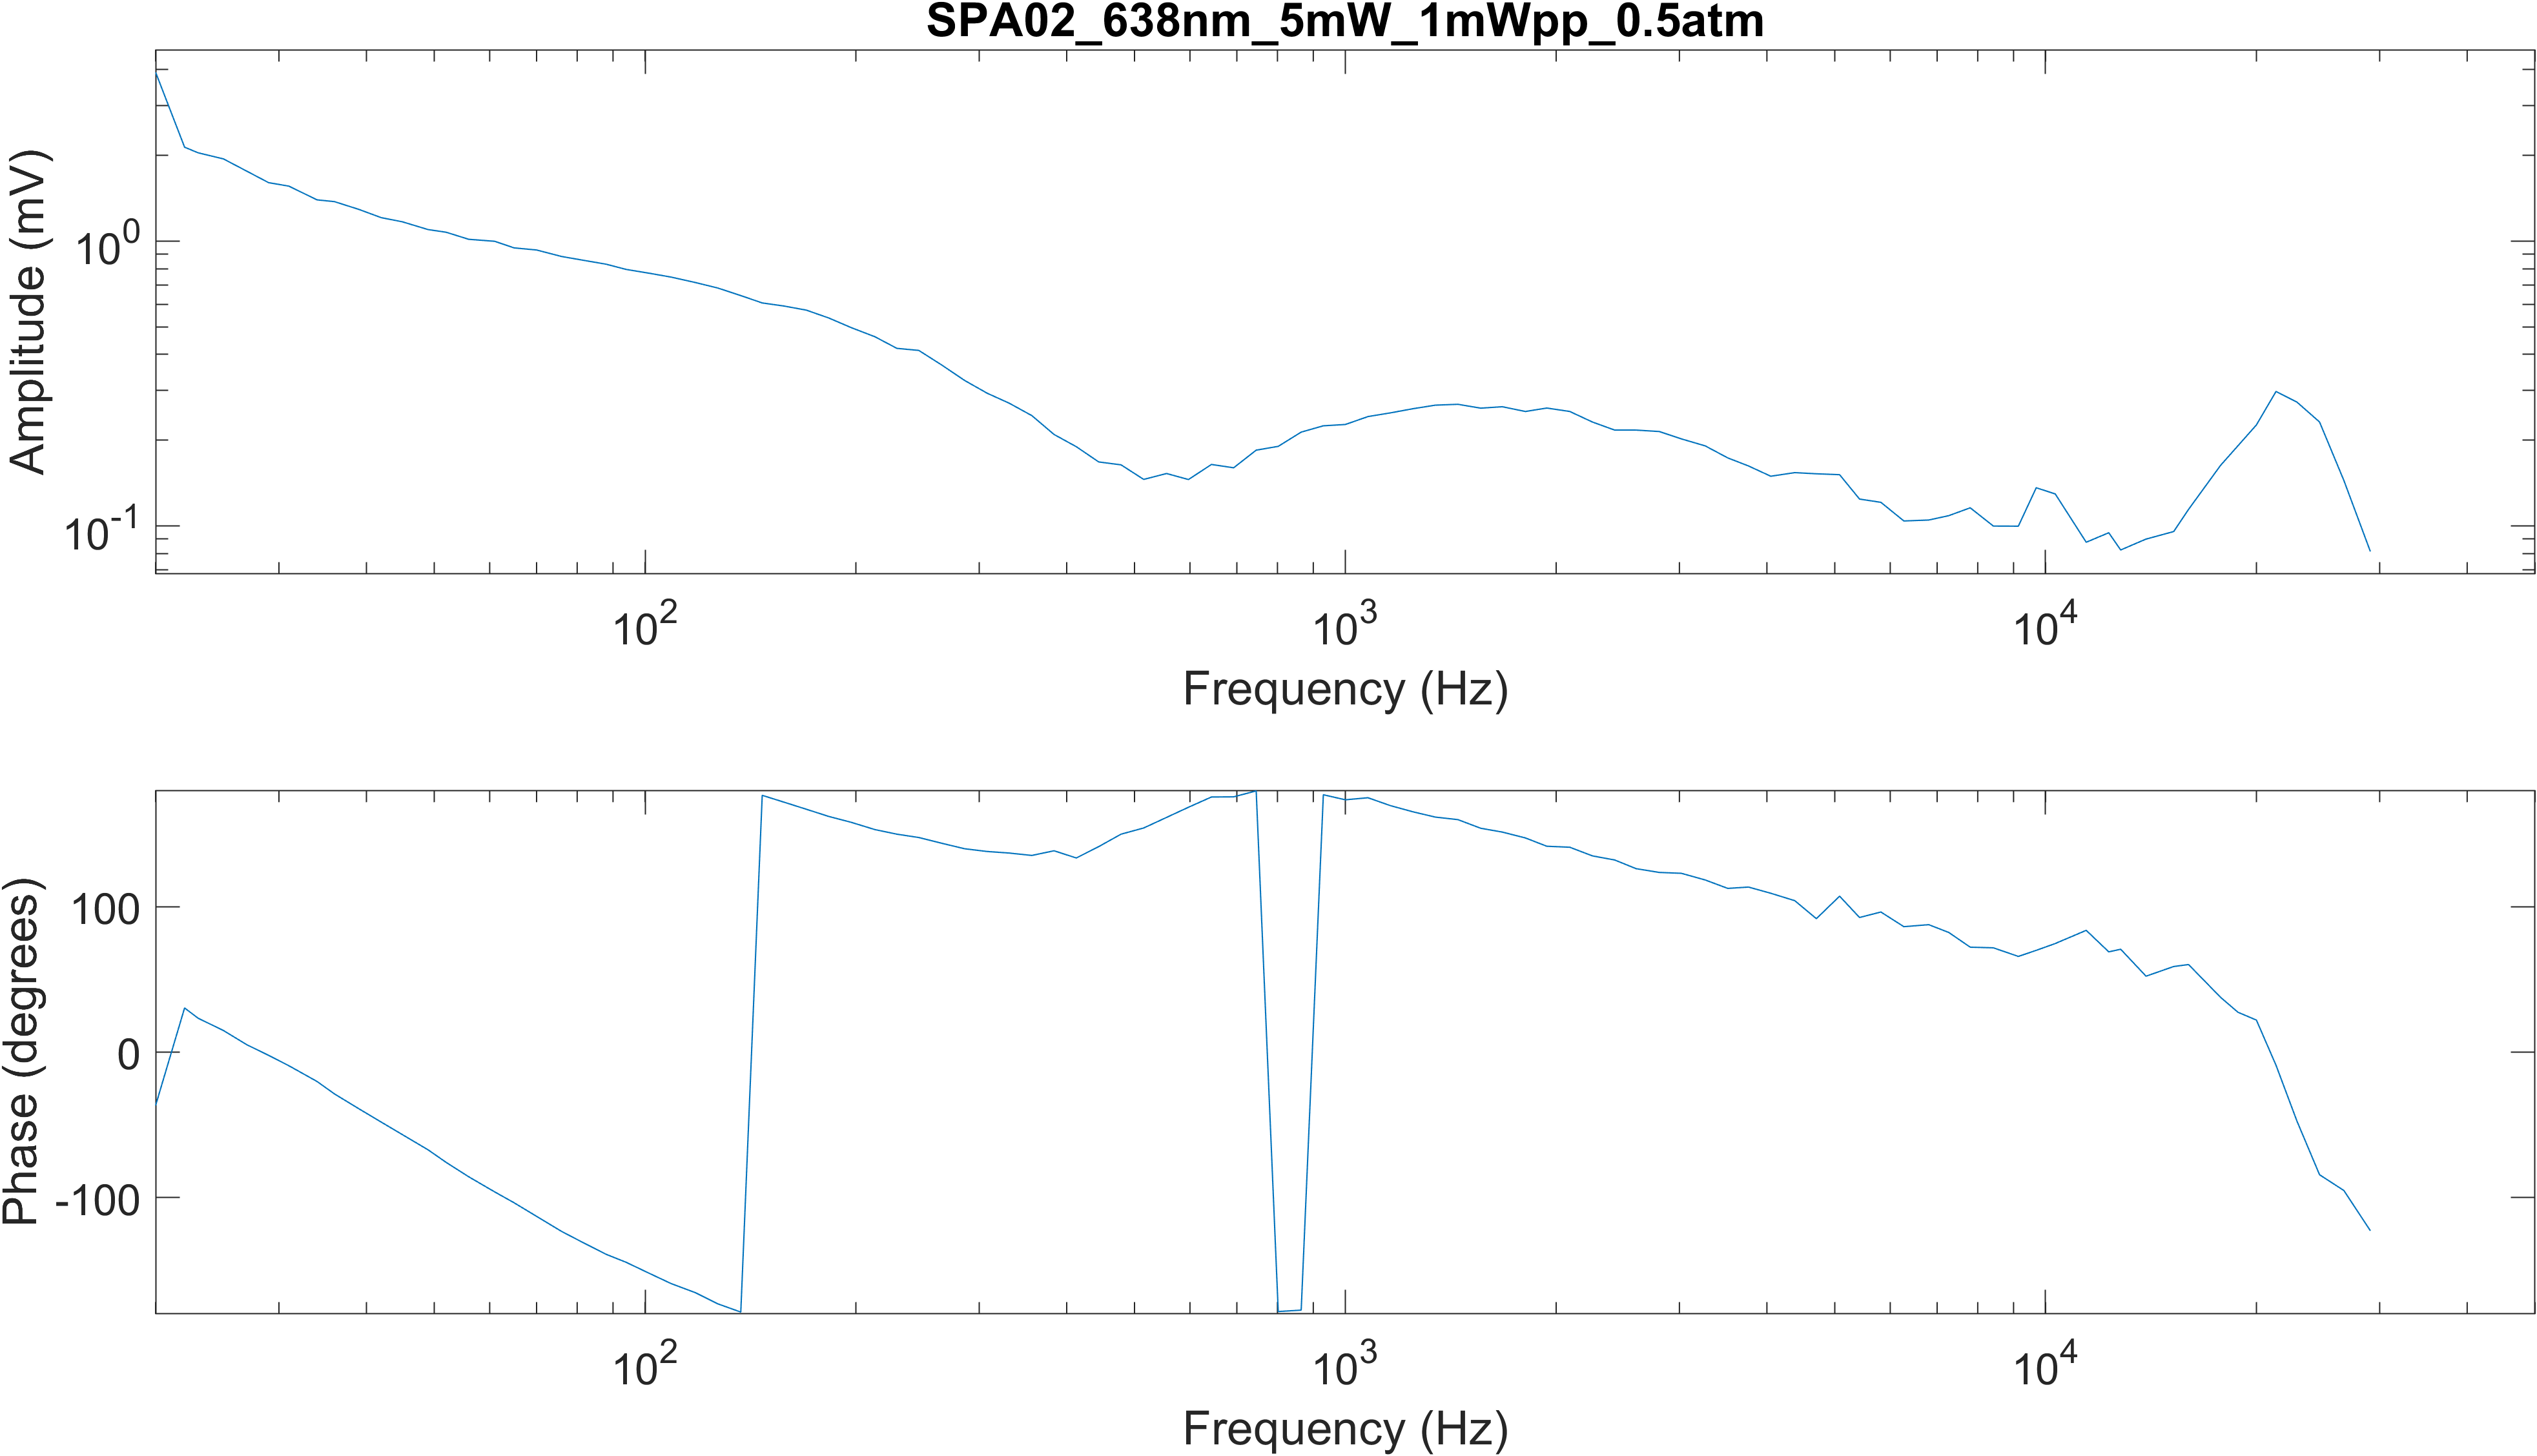 SPA02_638nm_5mW_1mWpp_0.5atm
Amplitude (mV)
10^0
10^-1
10^2
10^3
10^4
Frequency (Hz)
Phase (degrees)
100
0
-100
10^2
10^3
10^4
Frequency (Hz)